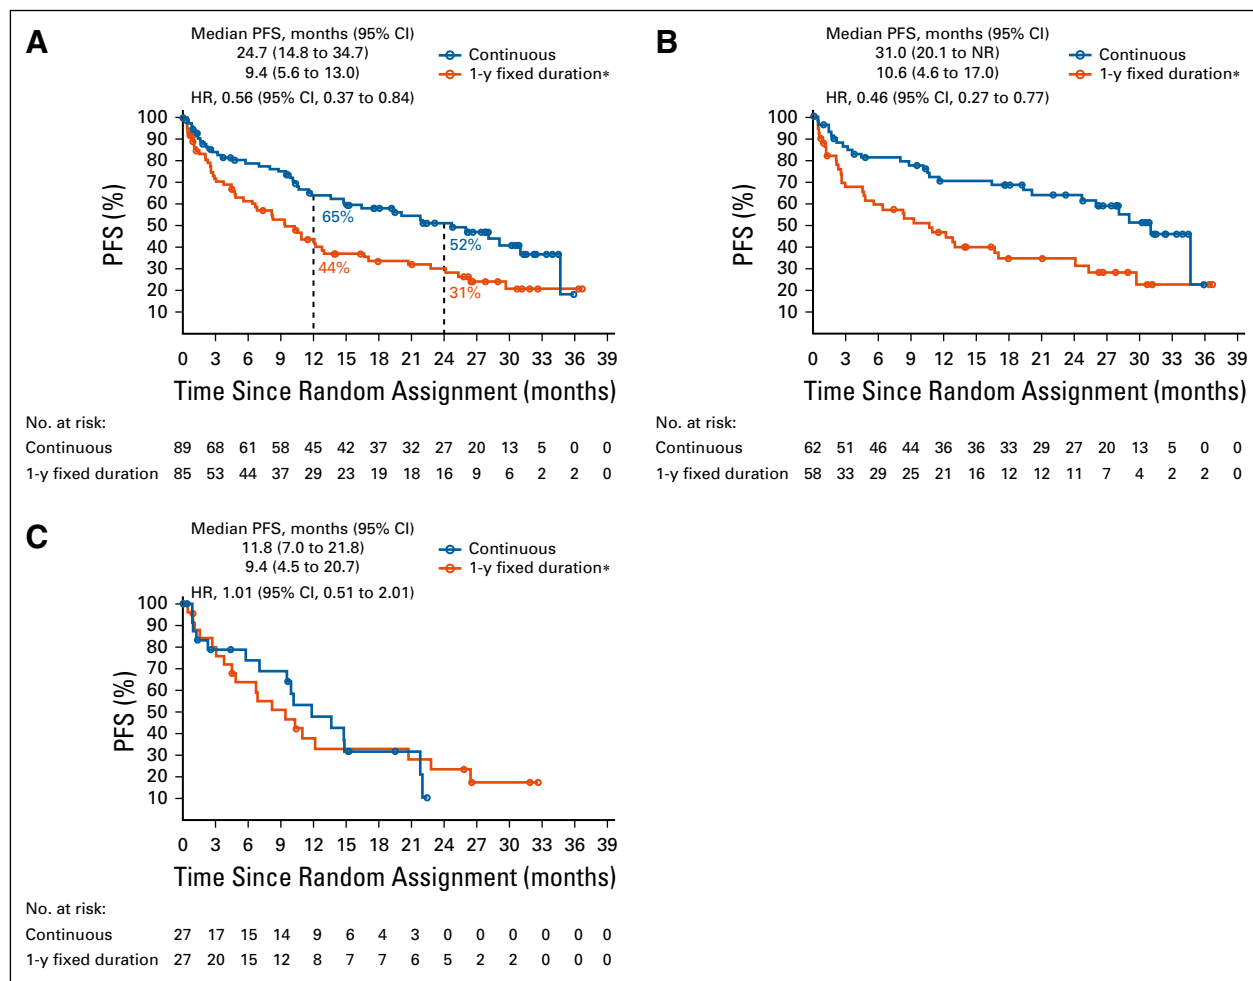 A
Median PFS, months (95% CI)
24.7 (14.8 to 34.7)
9.4 (5.6 to 13.0)
HR, 0.56 (95% CI, 0.37 to 0.84)
Continuous
1-y fixed duration*
PFS (%)
100
90
80
70
60
50
40
30
20
10
65%
44%
52%
31%
0 3 6 9 12 15 18 21 24 27 30 33 36 39
Time Since Random Assignment (months)
No. at risk:
Continuous 89 68 61 58 45 42 37 32 27 20 13 5 0 0
1-y fixed duration 85 53 44 37 29 23 19 18 16 9 6 2 2 0
B
Median PFS, months (95% CI)
31.0 (20.1 to NR)
10.6 (4.6 to 17.0)
HR, 0.46 (95% CI, 0.27 to 0.77)
Continuous
1-y fixed duration*
PFS (%)
100
90
80
70
60
50
40
30
20
10
0 3 6 9 12 15 18 21 24 27 30 33 36 39
Time Since Random Assignment (months)
No. at risk:
Continuous 62 51 46 44 36 36 33 29 27 20 13 5 0 0
1-y fixed duration 58 33 29 25 21 16 12 12 11 7 4 2 2 0
C
Median PFS, months (95% CI)
11.8 (7.0 to 21.8)
9.4 (4.5 to 20.7)
HR, 1.01 (95% CI, 0.51 to 2.01)
Continuous
1-y fixed duration*
PFS (%)
100
90
80
70
60
50
40
30
20
10
0 3 6 9 12 15 18 21 24 27 30 33 36 39
Time Since Random Assignment (months)
No. at risk:
Continuous 27 17 15 14 9 6 4 3 0 0 0 0 0 0
1-y fixed duration 27 20 15 12 8 7 7 6 5 2 2 0 0 0